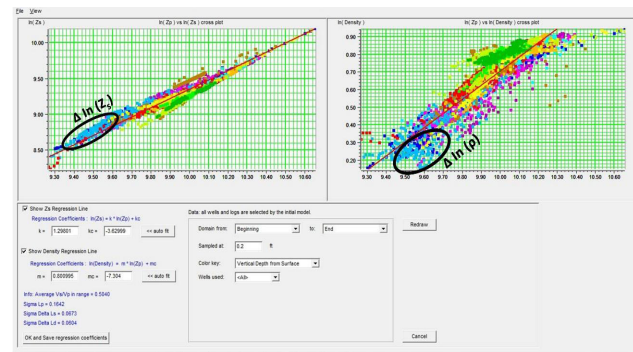 File View
ln( Zs )
ln( Zp ) vs ln( Zs ) cross plot
10.00
9.50
9.00
8.50
Δ ln (Zs)
9.30 9.40 9.50 9.60 9.70 9.80 9.90 10.00 10.10 10.20 10.30 10.40 10.50 10.60
ln( Density )
ln( Zp ) vs ln( Density ) cross plot
0.90
0.80
0.70
0.60
0.50
0.40
0.30
0.20
Δ ln (ρ)
9.30 9.40 9.50 9.60 9.70 9.80 9.90 10.00 10.10 10.20 10.30 10.40 10.50 10.60
Show Zs Regression Line
Regression Coefficients : ln(Zs) = k * ln(Zp) + kc
k = 1.29801 kc = -3.62999 << auto fit
Show Density Regression Line
Regression Coefficients : ln(Density) = m * ln(Zp) + mc
m = 0.800995 mc = -7.304 << auto fit
Info: Average Vs/Vp in range = 0.5040
Sigma Lp = 0.1642
Sigma Delta Ls = 0.0673
Sigma Delta Ld = 0.0604
OK and Save regression coefficients
Data: all wells and logs are selected by the initial model.
Domain from: Beginning to: End
Sampled at: 0.2 ft
Color key: Vertical Depth from Surface
Wells used: <All>
Redraw
Cancel